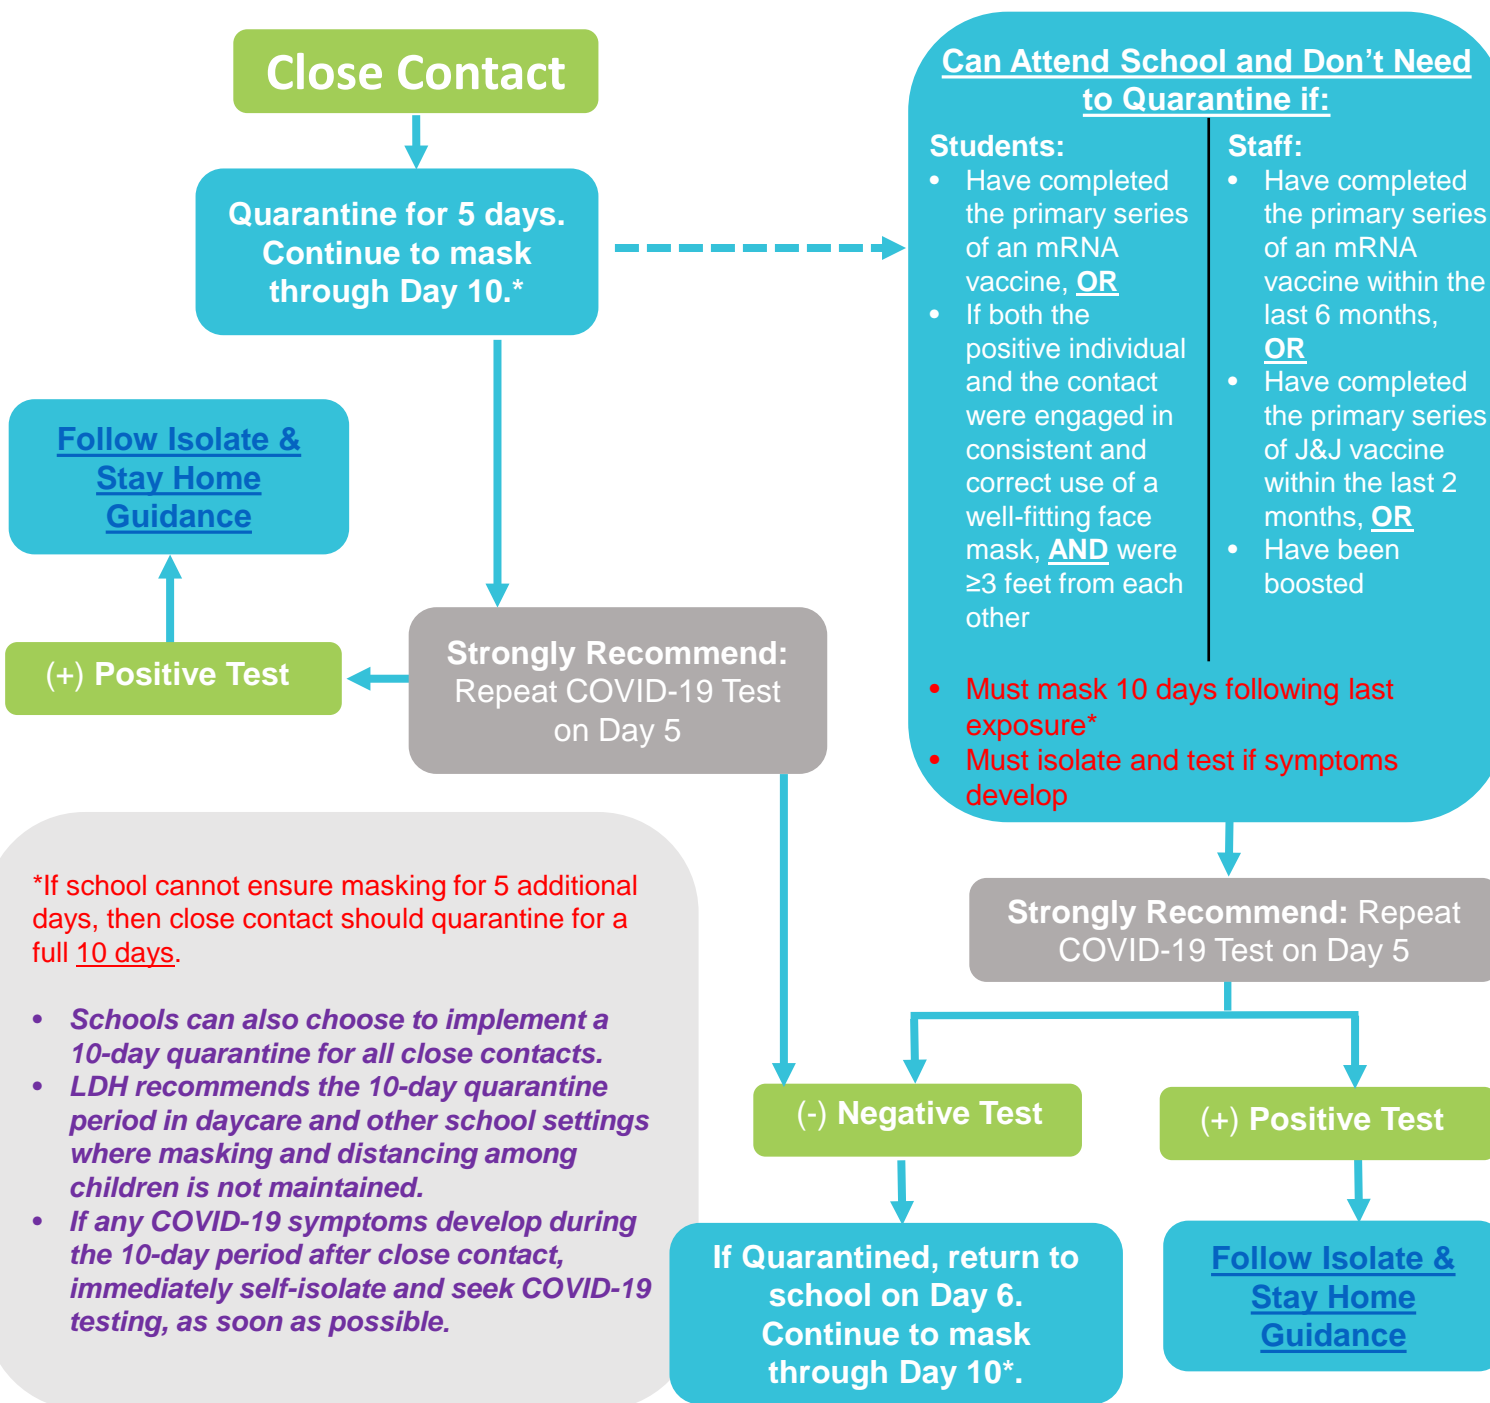 Close Contact
Quarantine for 5 days.
Continue to mask
through Day 10.*
Can Attend School and Don’t Need
to Quarantine if:
Students:
• Have completed
the primary series
of an mRNA
vaccine, OR
• If both the
positive individual
and the contact
were engaged in
consistent and
correct use of a
well-fitting face
mask, AND were
≥3 feet from each
other
Staff:
• Have completed
the primary series
of an mRNA
vaccine within the
last 6 months,
OR
• Have completed
the primary series
of J&J vaccine
within the last 2
months, OR
• Have been
boosted
• Must mask 10 days following last
exposure*
• Must isolate and test if symptoms
develop
Follow Isolate &
Stay Home
Guidance
(+) Positive Test
Strongly Recommend:
Repeat COVID-19 Test
on Day 5
*If school cannot ensure masking for 5 additional
days, then close contact should quarantine for a
full 10 days.
• Schools can also choose to implement a
10-day quarantine for all close contacts.
• LDH recommends the 10-day quarantine
period in daycare and other school settings
where masking and distancing among
children is not maintained.
• If any COVID-19 symptoms develop during
the 10-day period after close contact,
immediately self-isolate and seek COVID-19
testing, as soon as possible.
Strongly Recommend: Repeat
COVID-19 Test on Day 5
(-) Negative Test
(+) Positive Test
If Quarantined, return to
school on Day 6.
Continue to mask
through Day 10*.
Follow Isolate &
Stay Home
Guidance